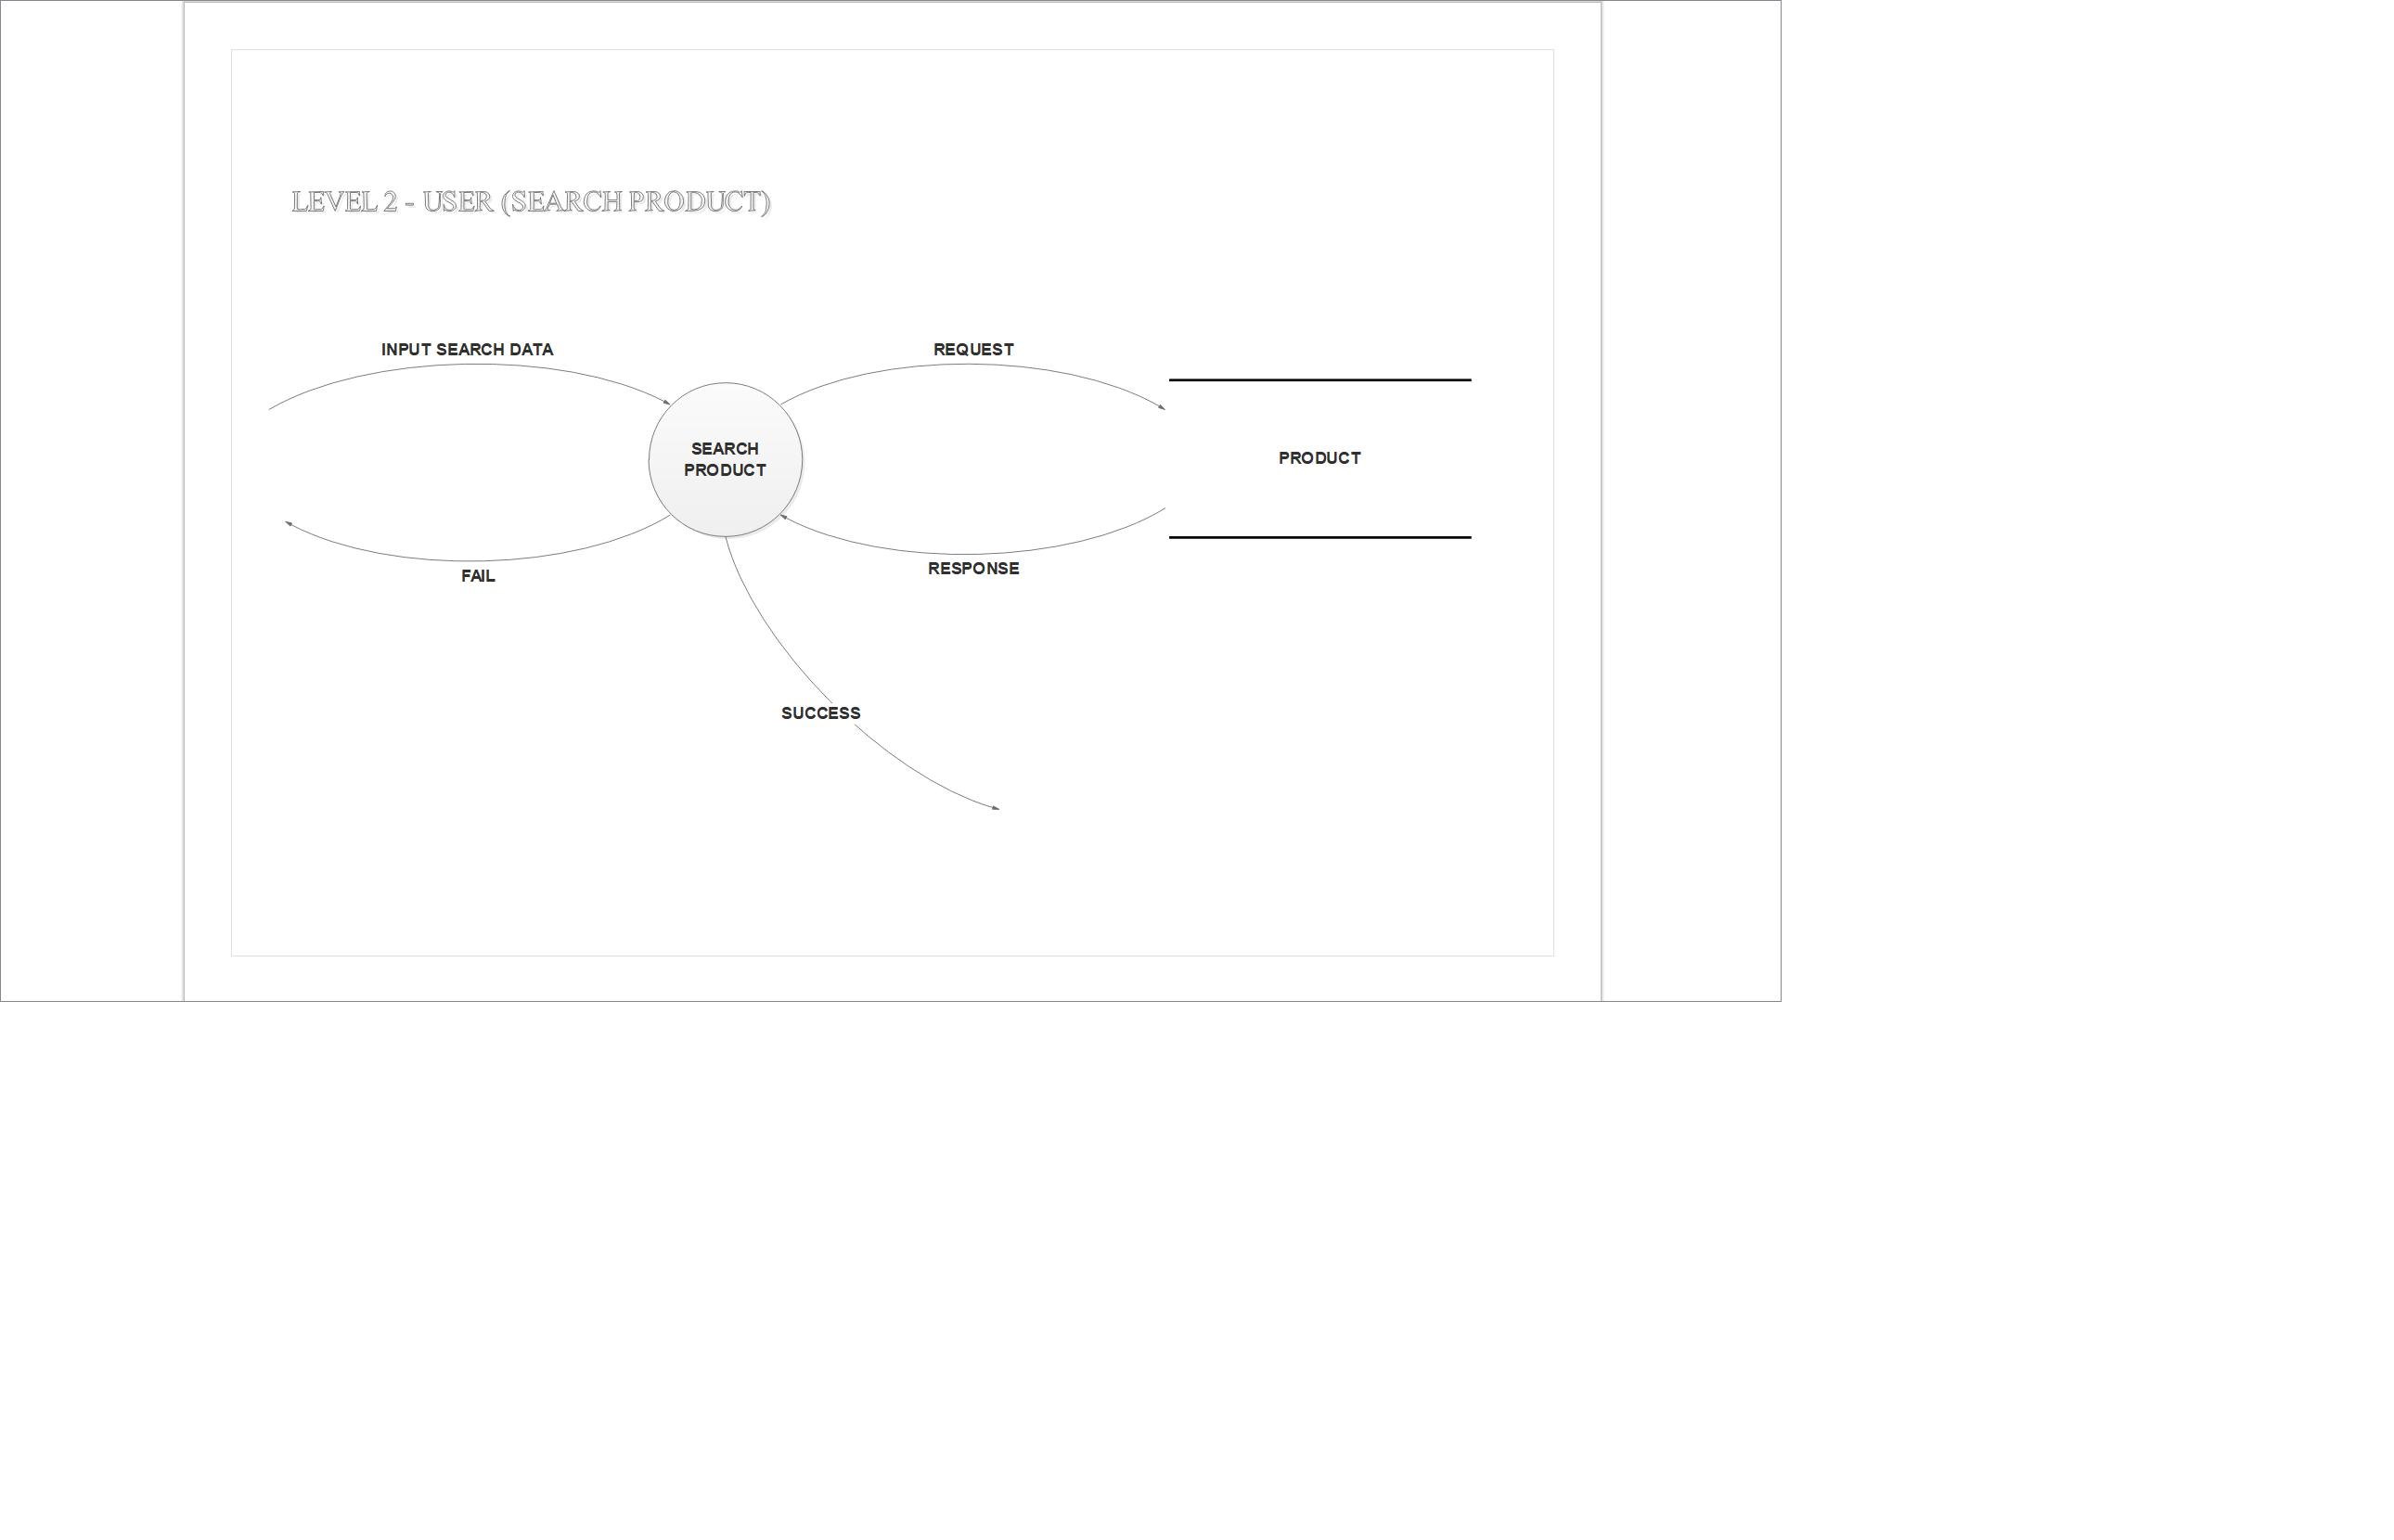 LEVEL 2 - USER (SEARCH PRODUCT)
INPUT SEARCH DATA
REQUEST
SEARCH
PRODUCT
PRODUCT
FAIL
RESPONSE
SUCCESS